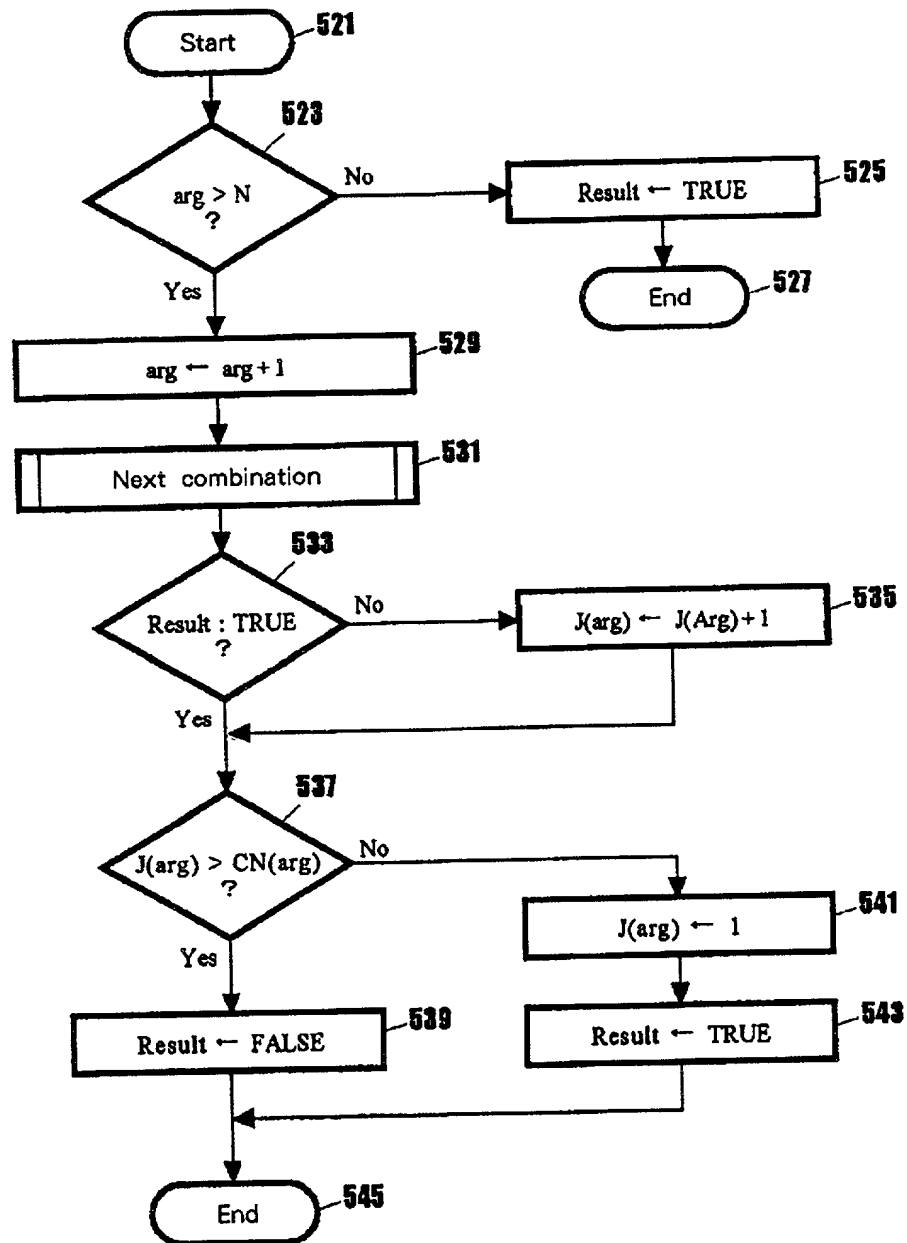 Start
521
523
arg > N
?
No
Result ← TRUE
525
Yes
End
527
arg ← arg + 1
529
Next combination
531
533
Result : TRUE
?
No
J(arg) ← J(Arg) + 1
535
Yes
537
J(arg) > CN(arg)
?
No
J(arg) ← 1
541
Yes
Result ← FALSE
539
Result ← TRUE
543
End
545